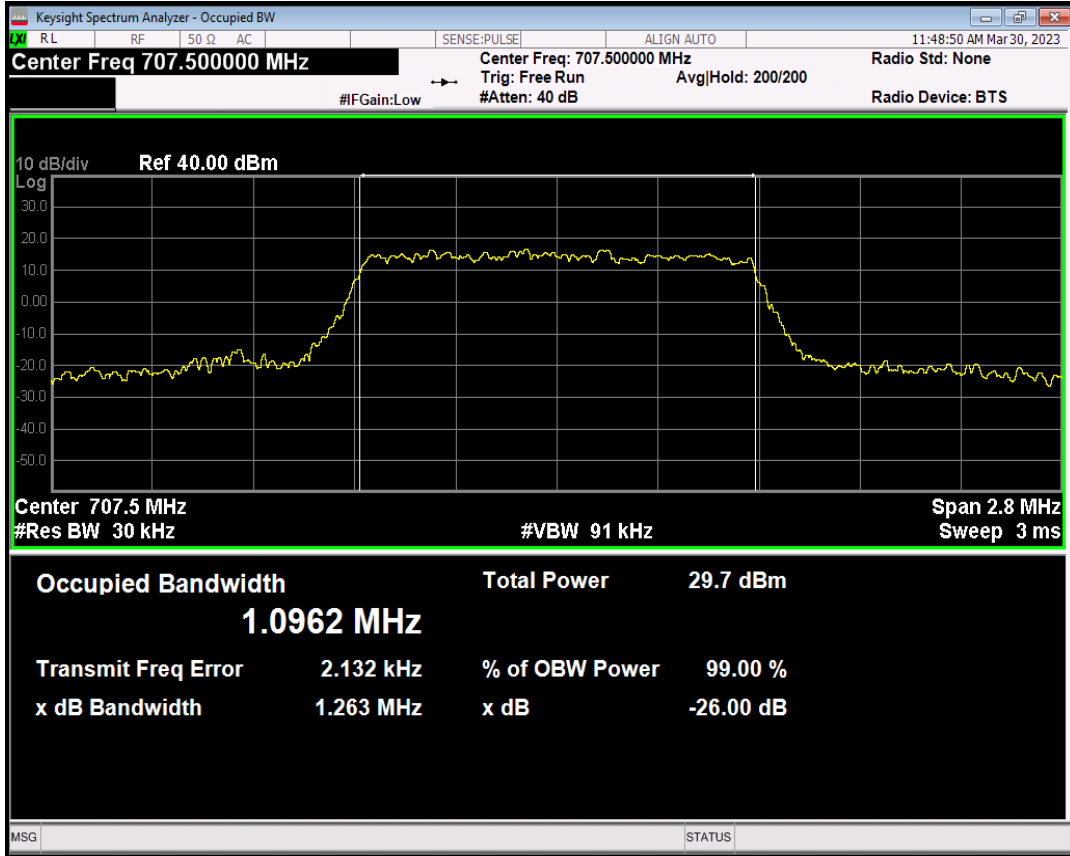 Keysight Spectrum Analyzer - Occupied BW
LXI RL RF 50 Ω AC SENSE:PULSE ALIGN AUTO 11:48:50 AM Mar 30, 2023
Center Freq 707.500000 MHz Center Freq: 707.500000 MHz Radio Std: None
Trig: Free Run Avg|Hold: 200/200
#IFGain:Low #Atten: 40 dB Radio Device: BTS
10 dB/div Ref 40.00 dBm
Log
30.0
20.0
10.0
0.00
-10.0
-20.0
-30.0
-40.0
-50.0
Center 707.5 MHz Span 2.8 MHz
#Res BW 30 kHz #VBW 91 kHz Sweep 3 ms
Occupied Bandwidth Total Power 29.7 dBm
1.0962 MHz
Transmit Freq Error 2.132 kHz % of OBW Power 99.00 %
x dB Bandwidth 1.263 MHz x dB -26.00 dB
MSG STATUS